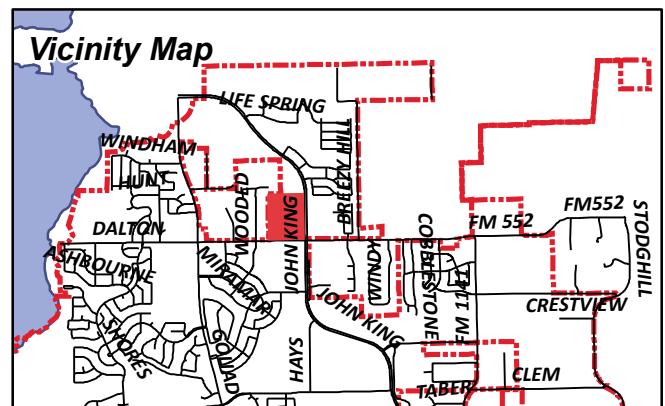 Vicinity Map
LIFE SPRING
WINDHAM
HUNT
BREEZY HILL
WOODED
JOHN KING
DALTON
FM 552
FM552
STODGHILL
ASHBOURNE
MIRAMAR
WINDY
COBBLESTONE
FM 1141
JOHN KING
CRESTVIEW
SHORES
GOLIAD
HAYS
CLEM
TABER